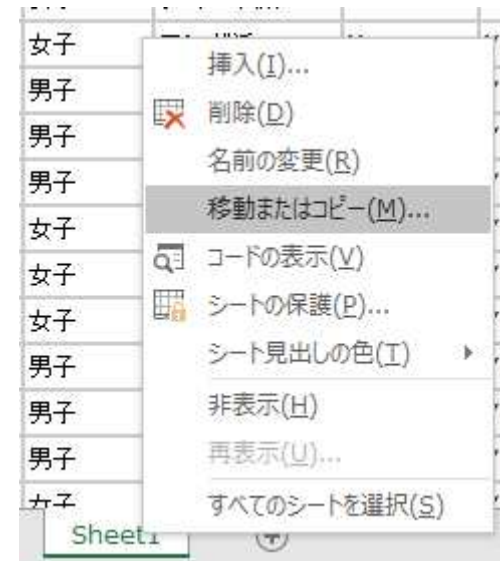 女子
男子
男子
男子
女子
女子
女子
男子
男子
男子
女子
挿入(I)...
削除(D)
名前の変更(R)
移動またはコピー(M)...
コードの表示(V)
シートの保護(P)...
シート見出しの色(T)
非表示(H)
再表示(U)...
すべてのシートを選択(S)
Sheet1